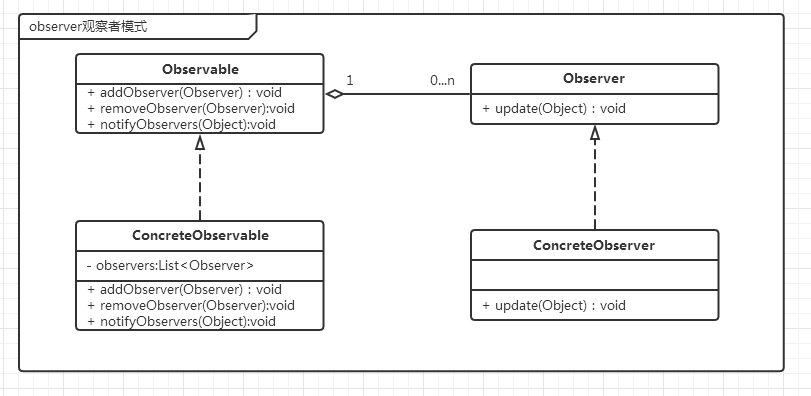 observer观察者模式
Observable
+ addObserver(Observer) : void
+ removeObserver(Observer):void
+ notifyObservers(Object):void
1
0...n
Observer
+ update(Object) : void
ConcreteObservable
- observers:List<Observer>
+ addObserver(Observer) : void
+ removeObserver(Observer):void
+ notifyObservers(Object):void
ConcreteObserver
+ update(Object) : void